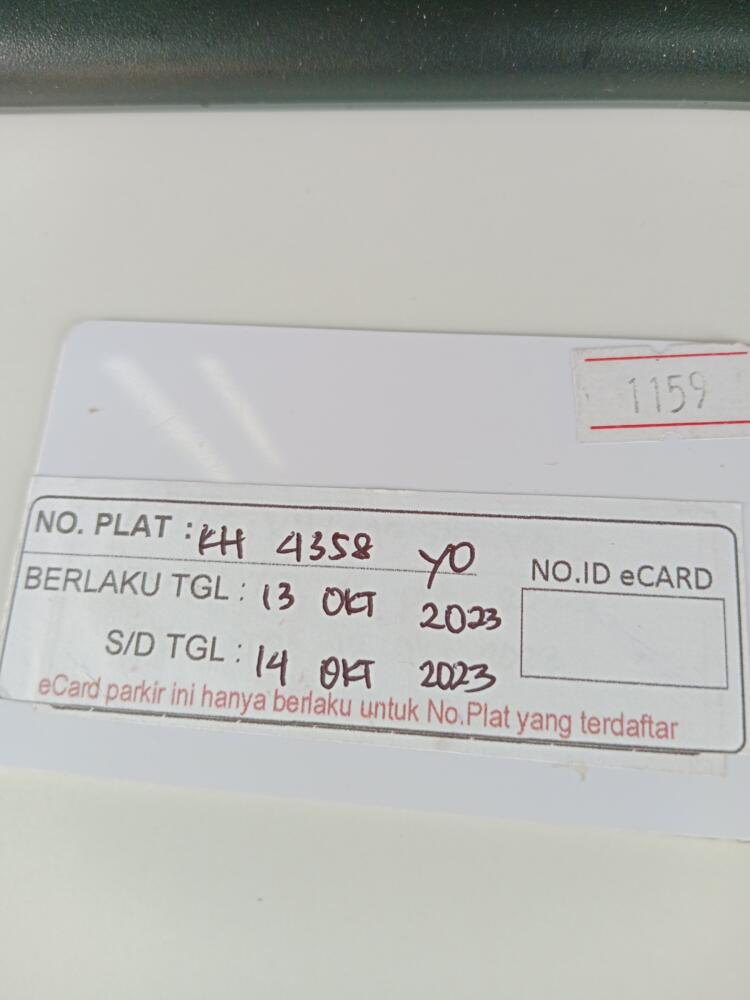 1159
NO. PLAT : KH 4358 YO
NO.ID eCARD
BERLAKU TGL : 13 OKT 2023
S/D TGL : 14 OKT 2023
eCard parkir ini hanya berlaku untuk No.Plat yang terdaftar